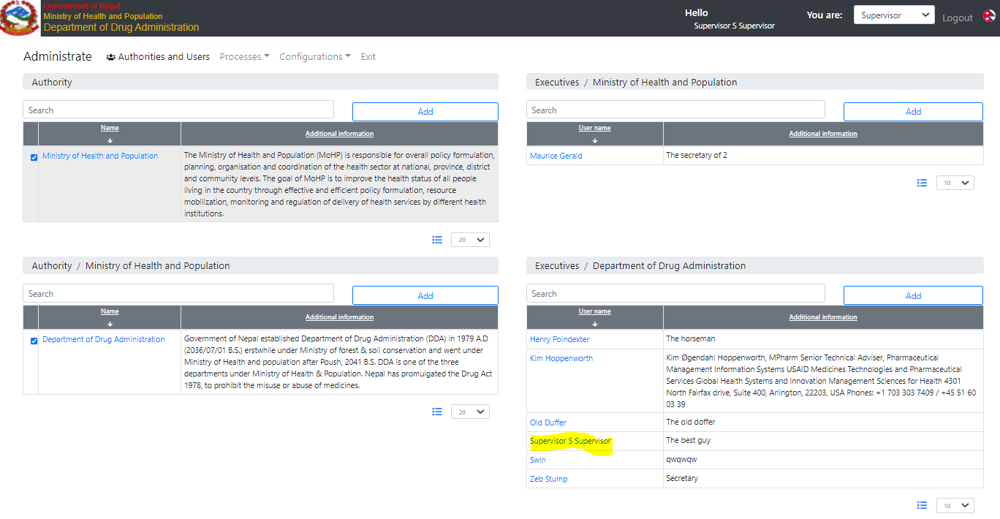 Government of Nepal
Ministry of Health and Population
Department of Drug Administration
Hello
Supervisor S Supervisor
You are:
Supervisor
Logout
Administrate
Authorities and Users
Processes
Configurations
Exit
Authority
Search
Add
Name
Additional information
Ministry of Health and Population
The Ministry of Health and Population (MoHP) is responsible for overall policy formulation,
planning, organisation and coordination of the health sector at national, province, district
and community levels. The goal of MoHP is to improve the health status of all people
living in the country through effective and efficient policy formulation, resource
mobilization, monitoring and regulation of delivery of health services by different health
institutions.
20
Executives / Ministry of Health and Population
Search
Add
User name
Additional information
Maurice Gerald
The secretary of 2
10
Authority / Ministry of Health and Population
Search
Add
Name
Additional information
Department of Drug Administration
Government of Nepal established Department of Drug Administration (DDA) in 1979 A.D
(2036/07/01 B.S.) erstwhile under Ministry of forest & soil conservation and went under
Ministry of Health and population after Poush, 2041 B.S. DDA is one of the three
departments under Ministry of Health & Population. Nepal has promulgated the Drug Act
1978, to prohibit the misuse or abuse of medicines.
20
Executives / Department of Drug Administration
Search
Add
User name
Additional information
Henry Poindexter
The horseman
Kim Hoppenworth
Kim Øgendahl Hoppenworth, MPharm Senior Technical Adviser, Pharmaceutical
Management Information Systems USAID Medicines Technologies and Pharmaceutical
Services Global Health Systems and Innovation Management Sciences for Health 4301
North Fairfax drive, Suite 400, Arlington, 22203, USA Phones: +1 703 303 7409 / +45 51 60
03 39
Old Duffer
The old doffer
Supervisor S Supervisor
The best guy
Swin
qwqwqw
Zeb Stump
Secretary
10